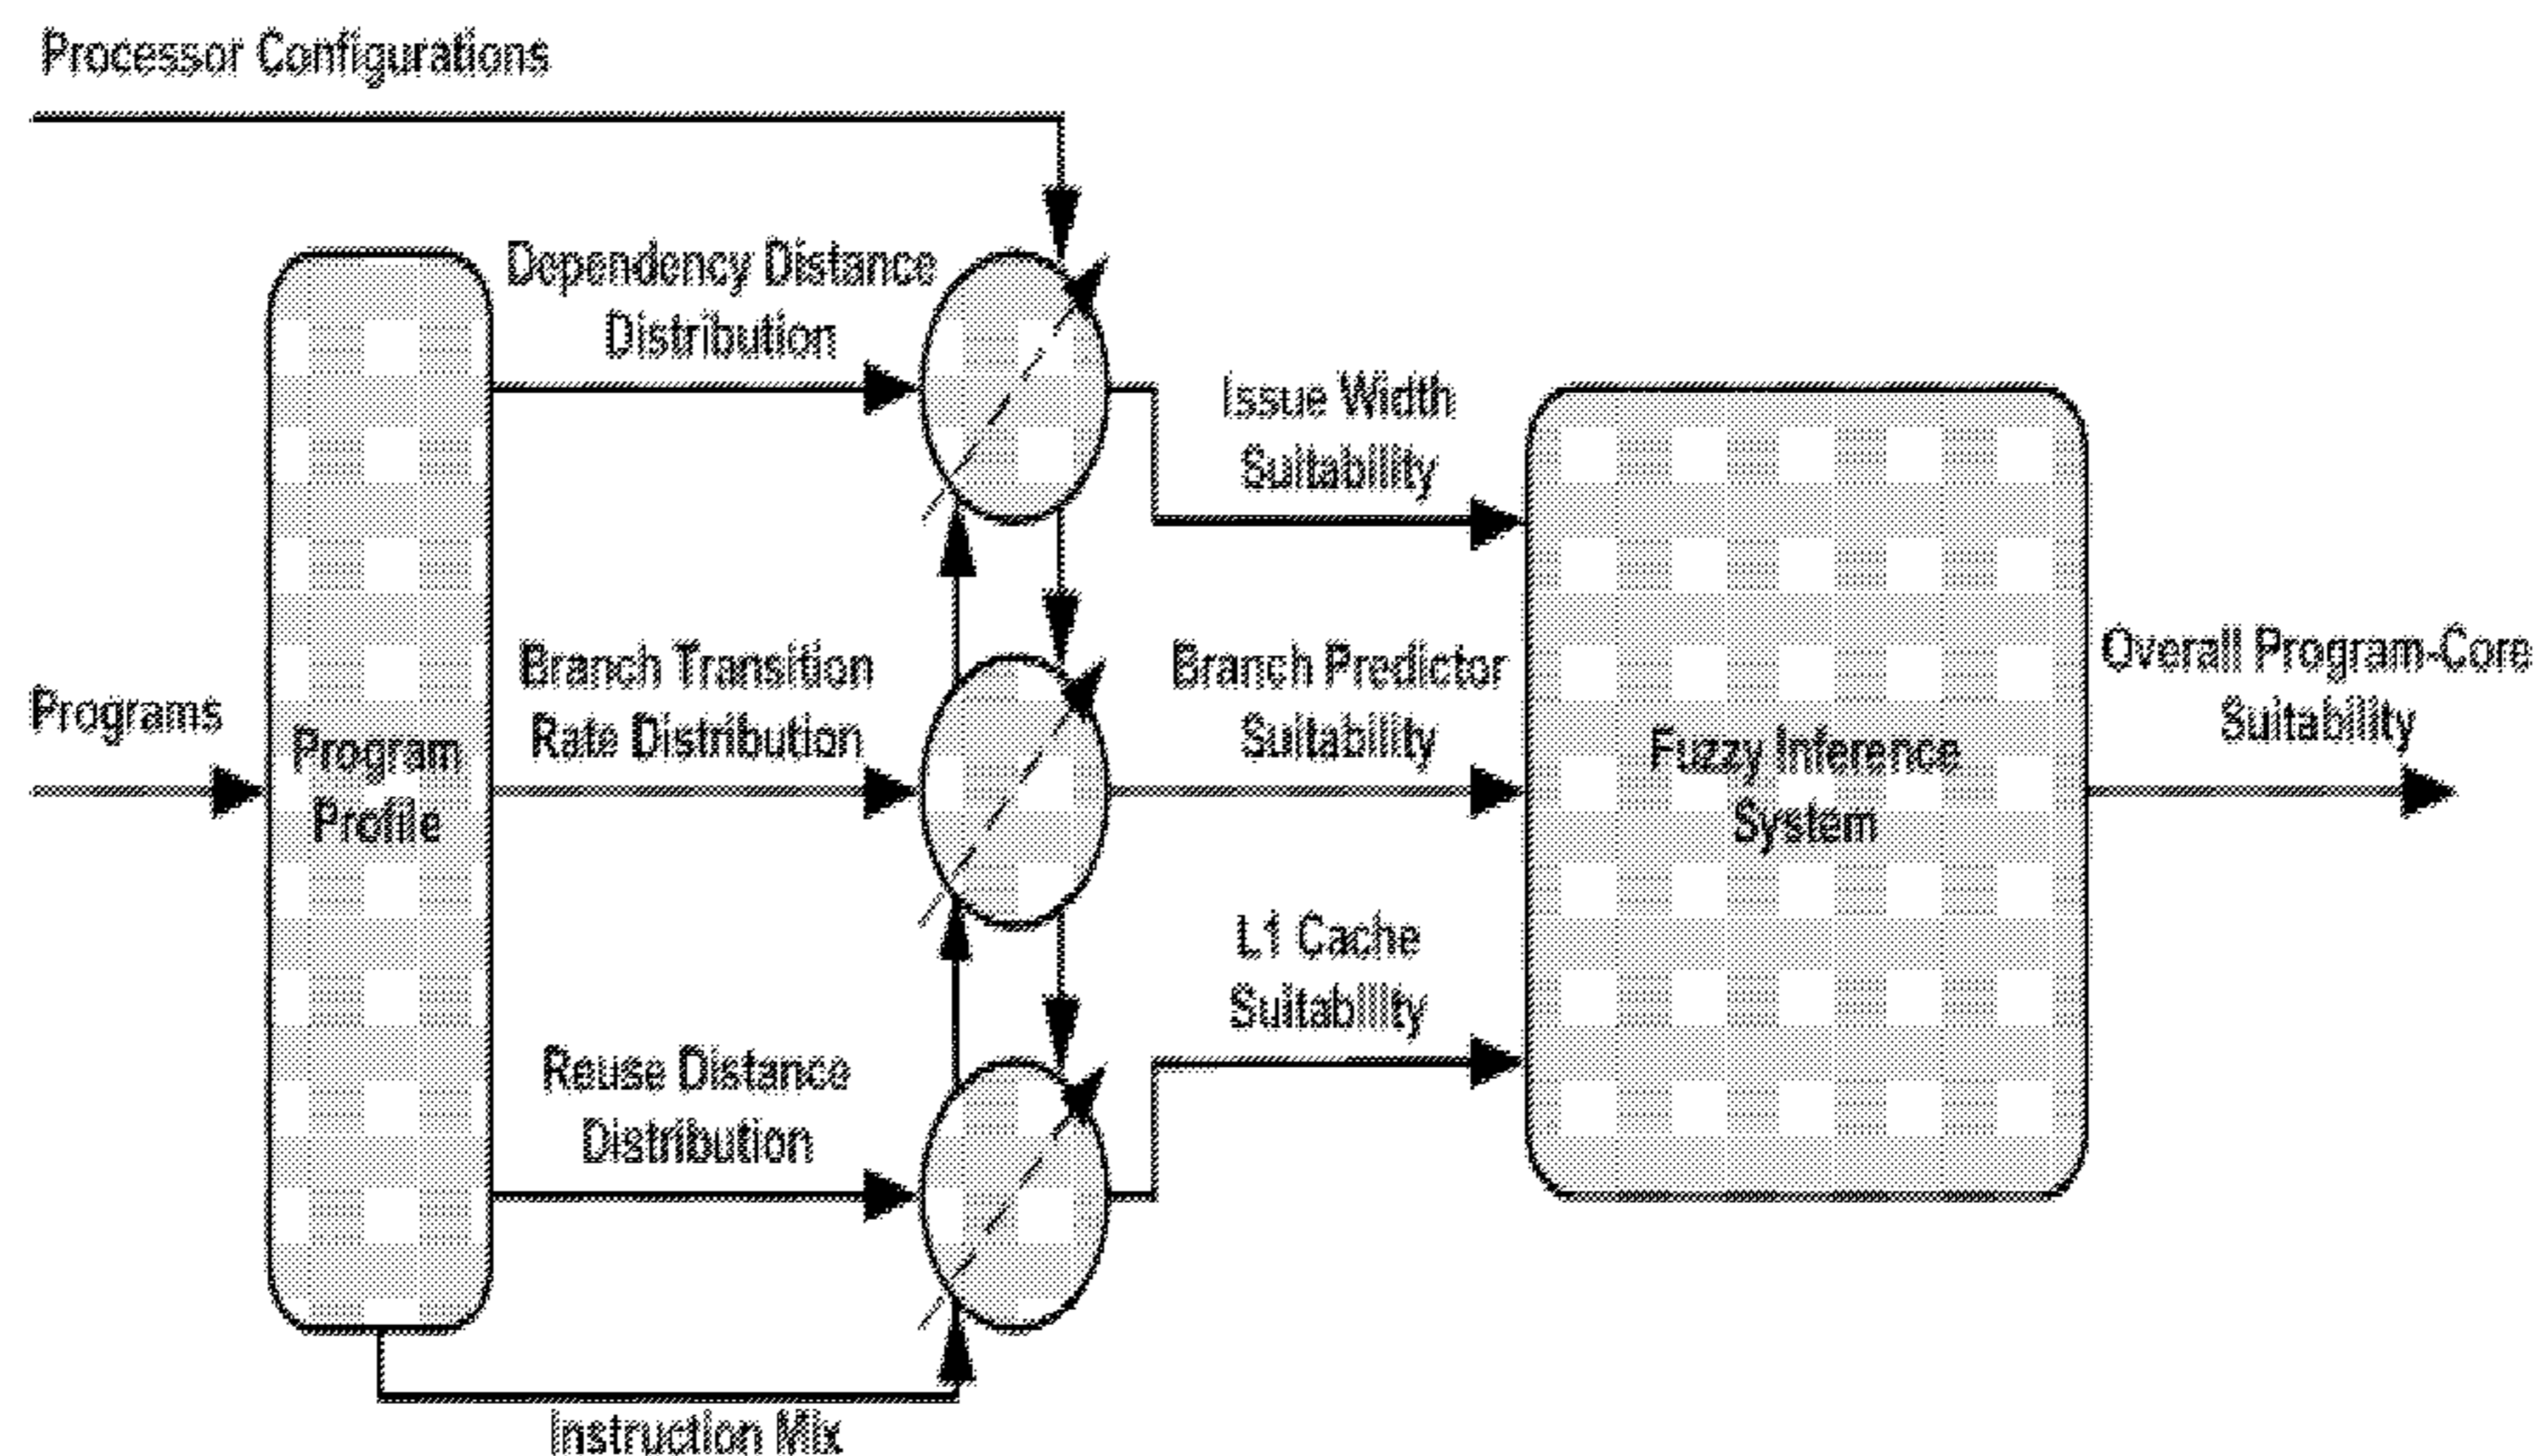 Processor Configurations
Dependency Distance
Distribution
Issue Width
Suitability
Programs
Program
Profile
Branch Transition
Rate Distribution
Branch Predictor
Suitability
Fuzzy Inference
System
Overall Program-Core
Suitability
L1 Cache
Suitability
Reuse Distance
Distribution
Instruction Mix